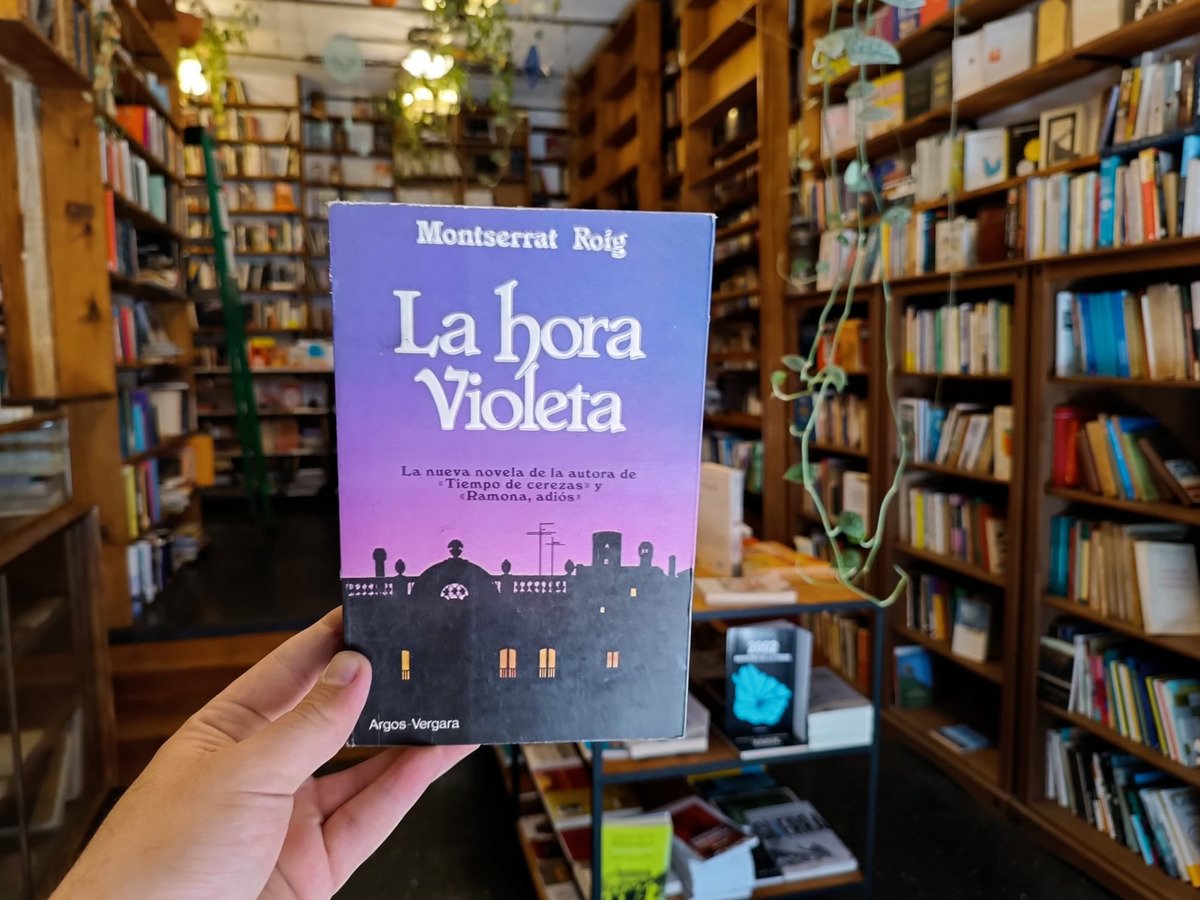 Montserrat Roig
La hora
Violeta
La nueva novela de la autora de
«Tiempo de cerezas» y
«Ramona, adiós»
Argos-Vergara
2002